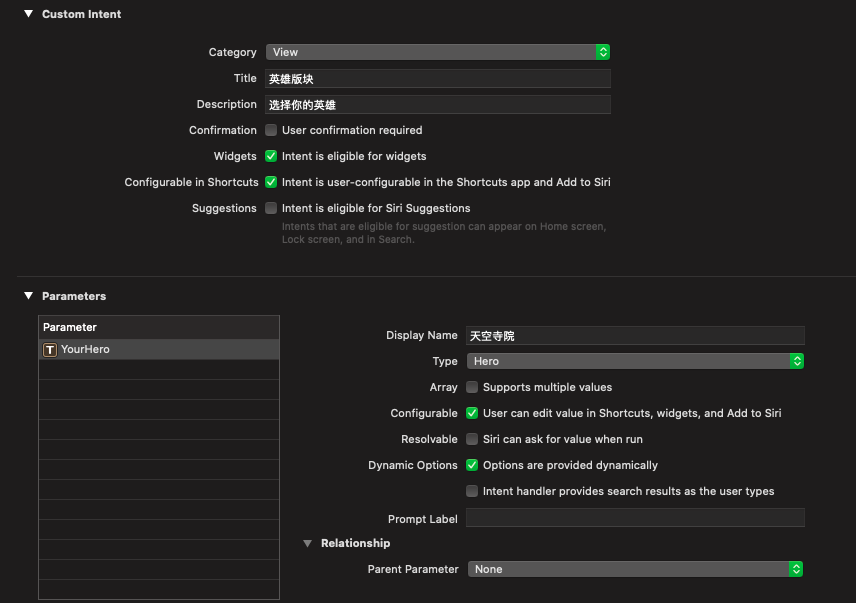 Custom Intent
Category View
Title 英雄版块
Description 选择你的英雄
Confirmation User confirmation required
Widgets Intent is eligible for widgets
Configurable in Shortcuts Intent is user-configurable in the Shortcuts app and Add to Siri
Suggestions Intent is eligible for Siri Suggestions
Intents that are eligible for suggestion can appear on Home screen,
Lock screen, and in Search.
Parameters
Parameter
T YourHero
Display Name 天空寺院
Type Hero
Array Supports multiple values
Configurable User can edit value in Shortcuts, widgets, and Add to Siri
Resolvable Siri can ask for value when run
Dynamic Options Options are provided dynamically
Intent handler provides search results as the user types
Prompt Label
Relationship
Parent Parameter None